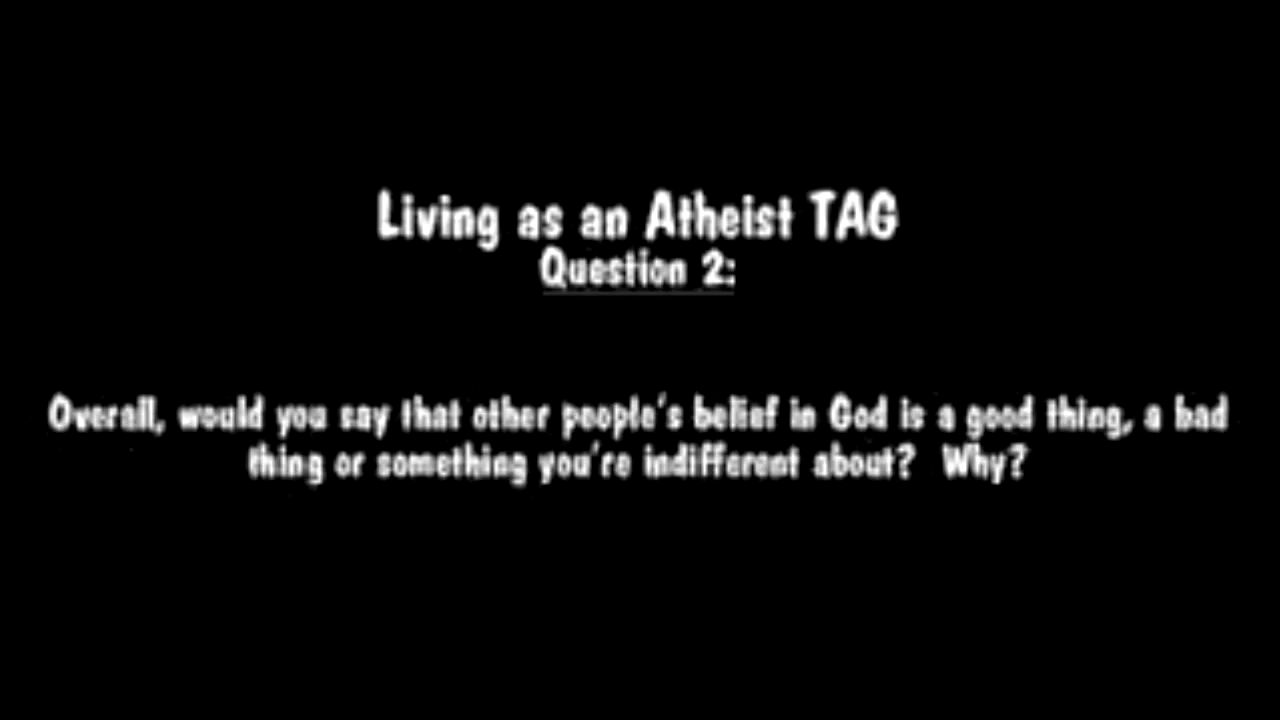 Living as an Atheist TAG
Question 2:
Overall, would you say that other people's belief in God is a good thing, a bad
thing or something you're indifferent about? Why?